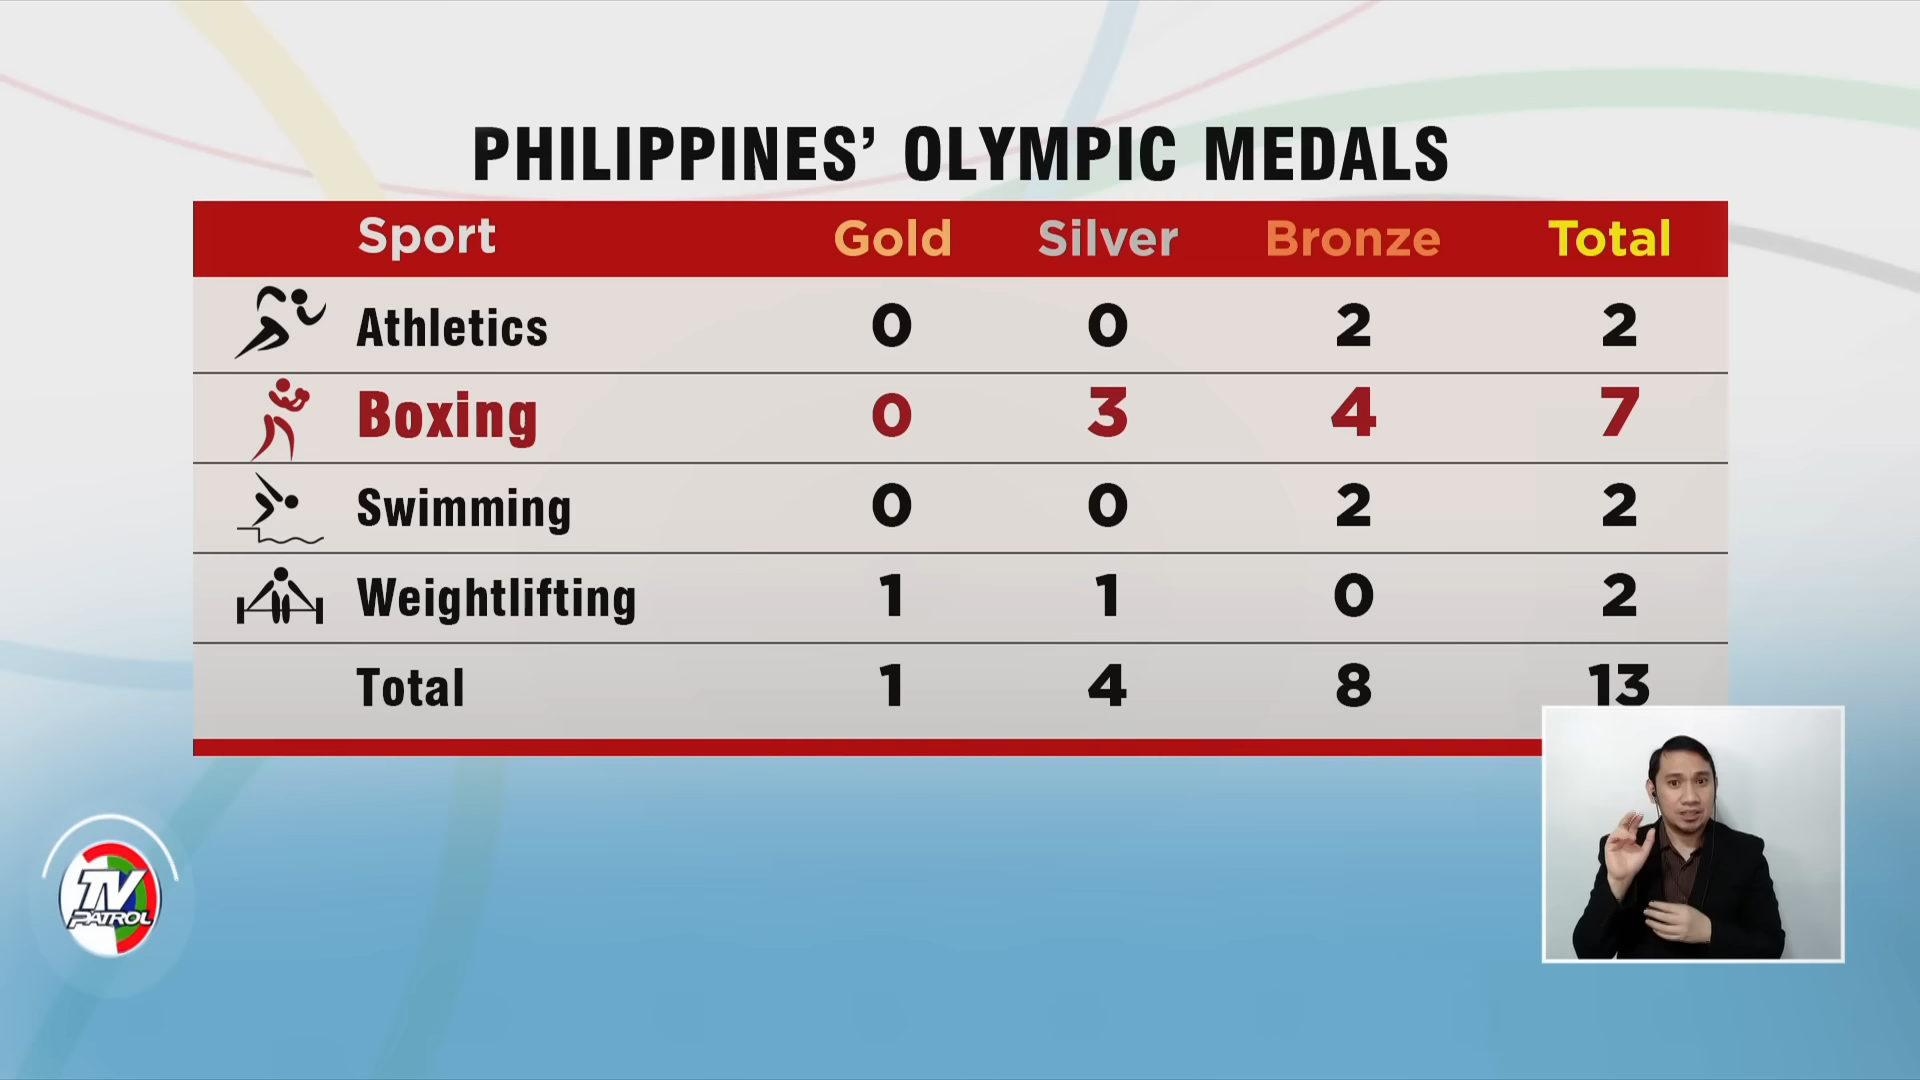 PHILIPPINES’ OLYMPIC MEDALS
Sport Gold Silver Bronze Total
Athletics 0 0 2 2
Boxing 0 3 4 7
Swimming 0 0 2 2
Weightlifting 1 1 0 2
Total 1 4 8 13
TV
PATROL